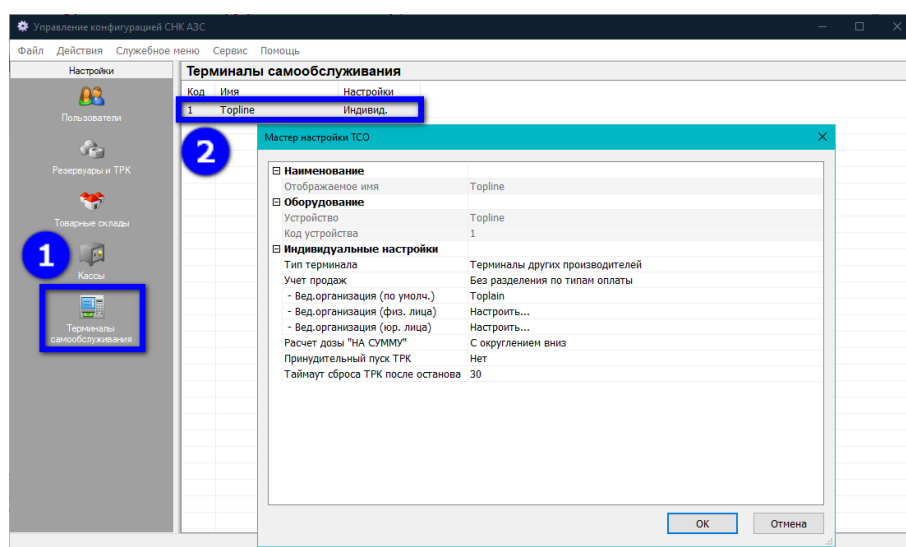 Управление конфигурацией СНК АЗС
Файл Действия Служебное меню Сервис Помощь
Настройки
Пользователи
Резервуары и ТРК
Товарные склады
1
Кассы
Терминалы
самообслуживания
Терминалы самообслуживания
Код Имя Настройки
1 Topline Индивид.
2
Мастер настройки ТСО
Наименование
Отображаемое имя Topline
Оборудование
Устройство Topline
Код устройства 1
Индивидуальные настройки
Тип терминала Терминалы других производителей
Учет продаж Без разделения по типам оплаты
- Вед.организация (по умолч.) Toplain
- Вед.организация (физ. лица) Настроить...
- Вед.организация (юр. лица) Настроить...
Расчет дозы "НА СУММУ" С округлением вниз
Принудительный пуск ТРК Нет
Таймаут сброса ТРК после останова 30
ОК Отмена